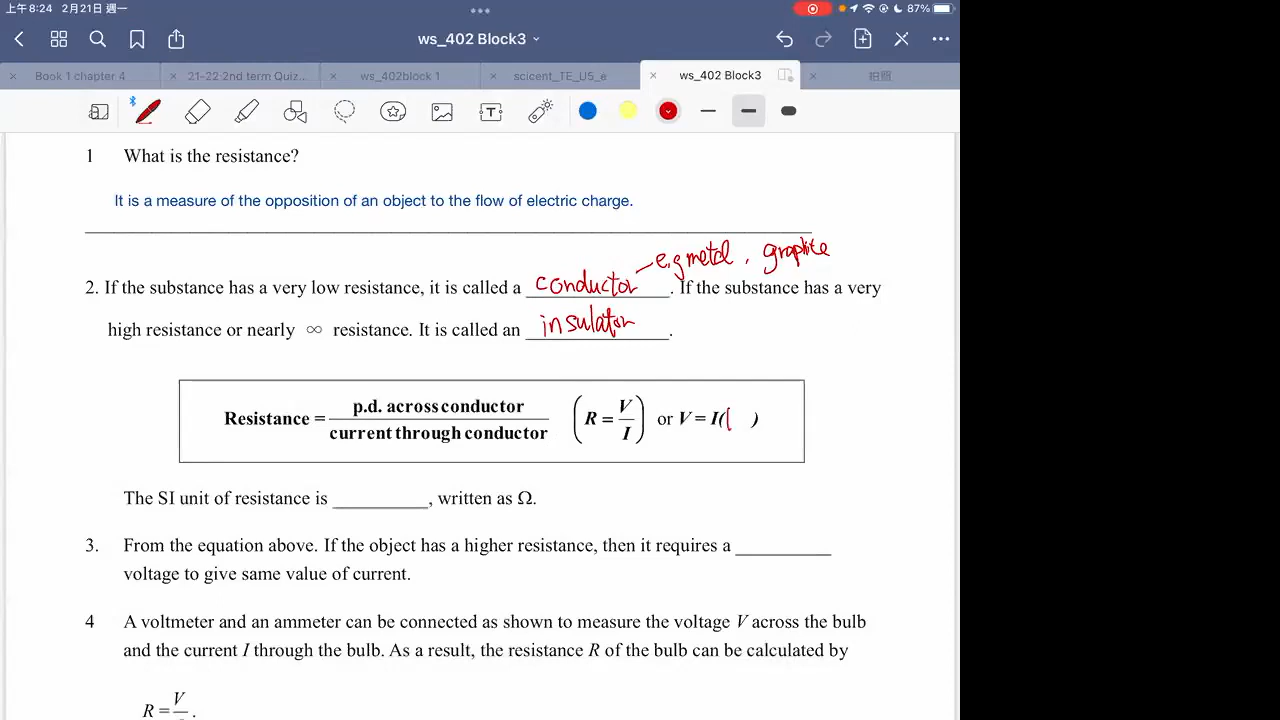 上午8:24 2月21日 週一
87%
ws_402 Block3
Book 1 chapter 4
21-22 2nd term Quiz...
ws_402block 1
scicent_TE_U5_e
ws_402 Block3
拍照
1 What is the resistance?
It is a measure of the opposition of an object to the flow of electric charge.
e.g metal, graphite
2. If the substance has a very low resistance, it is called a conductor. If the substance has a very
high resistance or nearly ∞ resistance. It is called an insulator.
Resistance = p.d. across conductor / current through conductor (R = V/I) or V = I( )
The SI unit of resistance is __________, written as Ω.
3. From the equation above. If the object has a higher resistance, then it requires a __________
voltage to give same value of current.
4 A voltmeter and an ammeter can be connected as shown to measure the voltage V across the bulb
and the current I through the bulb. As a result, the resistance R of the bulb can be calculated by
R = V